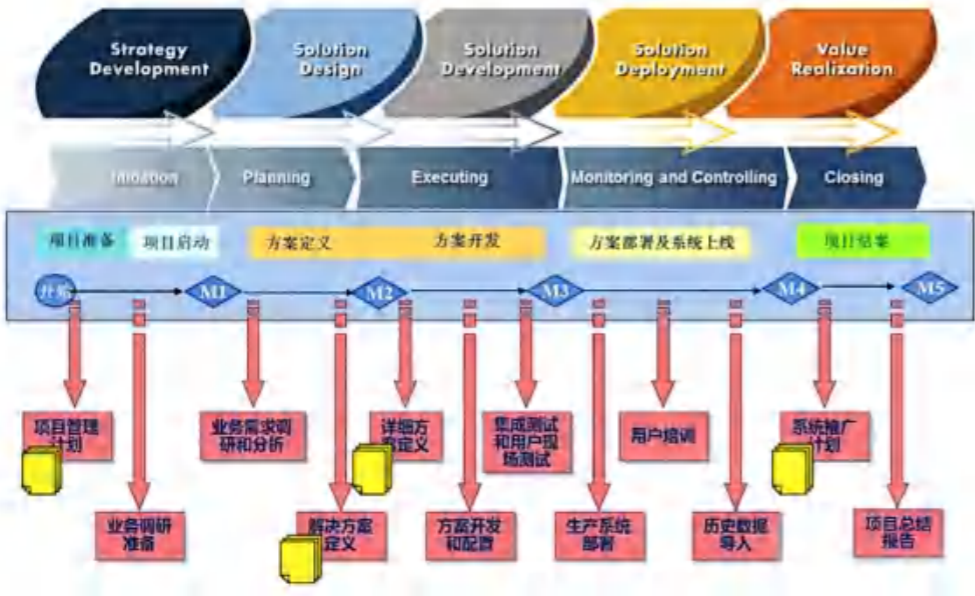 Strategy
Development
Solution
Design
Solution
Development
Solution
Deployment
Value
Realization
Initiation
Planning
Executing
Monitoring and Controlling
Closing
项目准备
项目启动
方案定义
方案开发
方案部署及系统上线
项目结案
开始
M1
M2
M3
M4
M5
项目管理
计划
业务需求调
研和分析
详细方
案定义
集成测试
和用户现
场测试
用户培训
系统推广
计划
业务调研
准备
解决方案
定义
方案开发
和配置
生产系统
部署
历史数据
导入
项目总结
报告